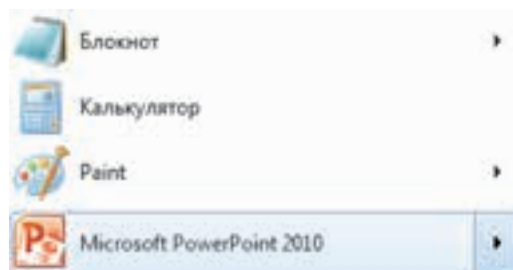 Блокнот
Калькулятор
Paint
Microsoft PowerPoint 2010